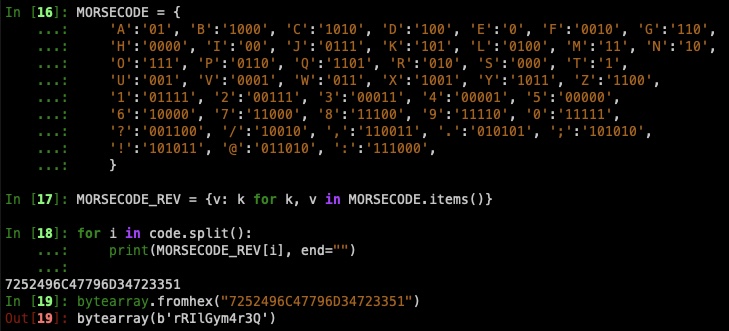 In [16]: MORSECODE = {
...: 'A':'01', 'B':'1000', 'C':'1010', 'D':'100', 'E':'0', 'F':'0010', 'G':'110',
...: 'H':'0000', 'I':'00', 'J':'0111', 'K':'101', 'L':'0100', 'M':'11', 'N':'10',
...: 'O':'111', 'P':'0110', 'Q':'1101', 'R':'010', 'S':'000', 'T':'1',
...: 'U':'001', 'V':'0001', 'W':'011', 'X':'1001', 'Y':'1011', 'Z':'1100',
...: '1':'01111', '2':'00111', '3':'00011', '4':'00001', '5':'00000',
...: '6':'10000', '7':'11000', '8':'11100', '9':'11110', '0':'11111',
...: '?':'001100', '/':'10010', ',':'110011', '.':'010101', ';':'101010',
...: '!':'101011', '@':'011010', ':':'111000',
...: }
In [17]: MORSECODE_REV = {v: k for k, v in MORSECODE.items()}
In [18]: for i in code.split():
...: print(MORSECODE_REV[i], end="")
...:
7252496C47796D34723351
In [19]: bytearray.fromhex("7252496C47796D34723351")
Out[19]: bytearray(b'rRIlGym4r3Q')